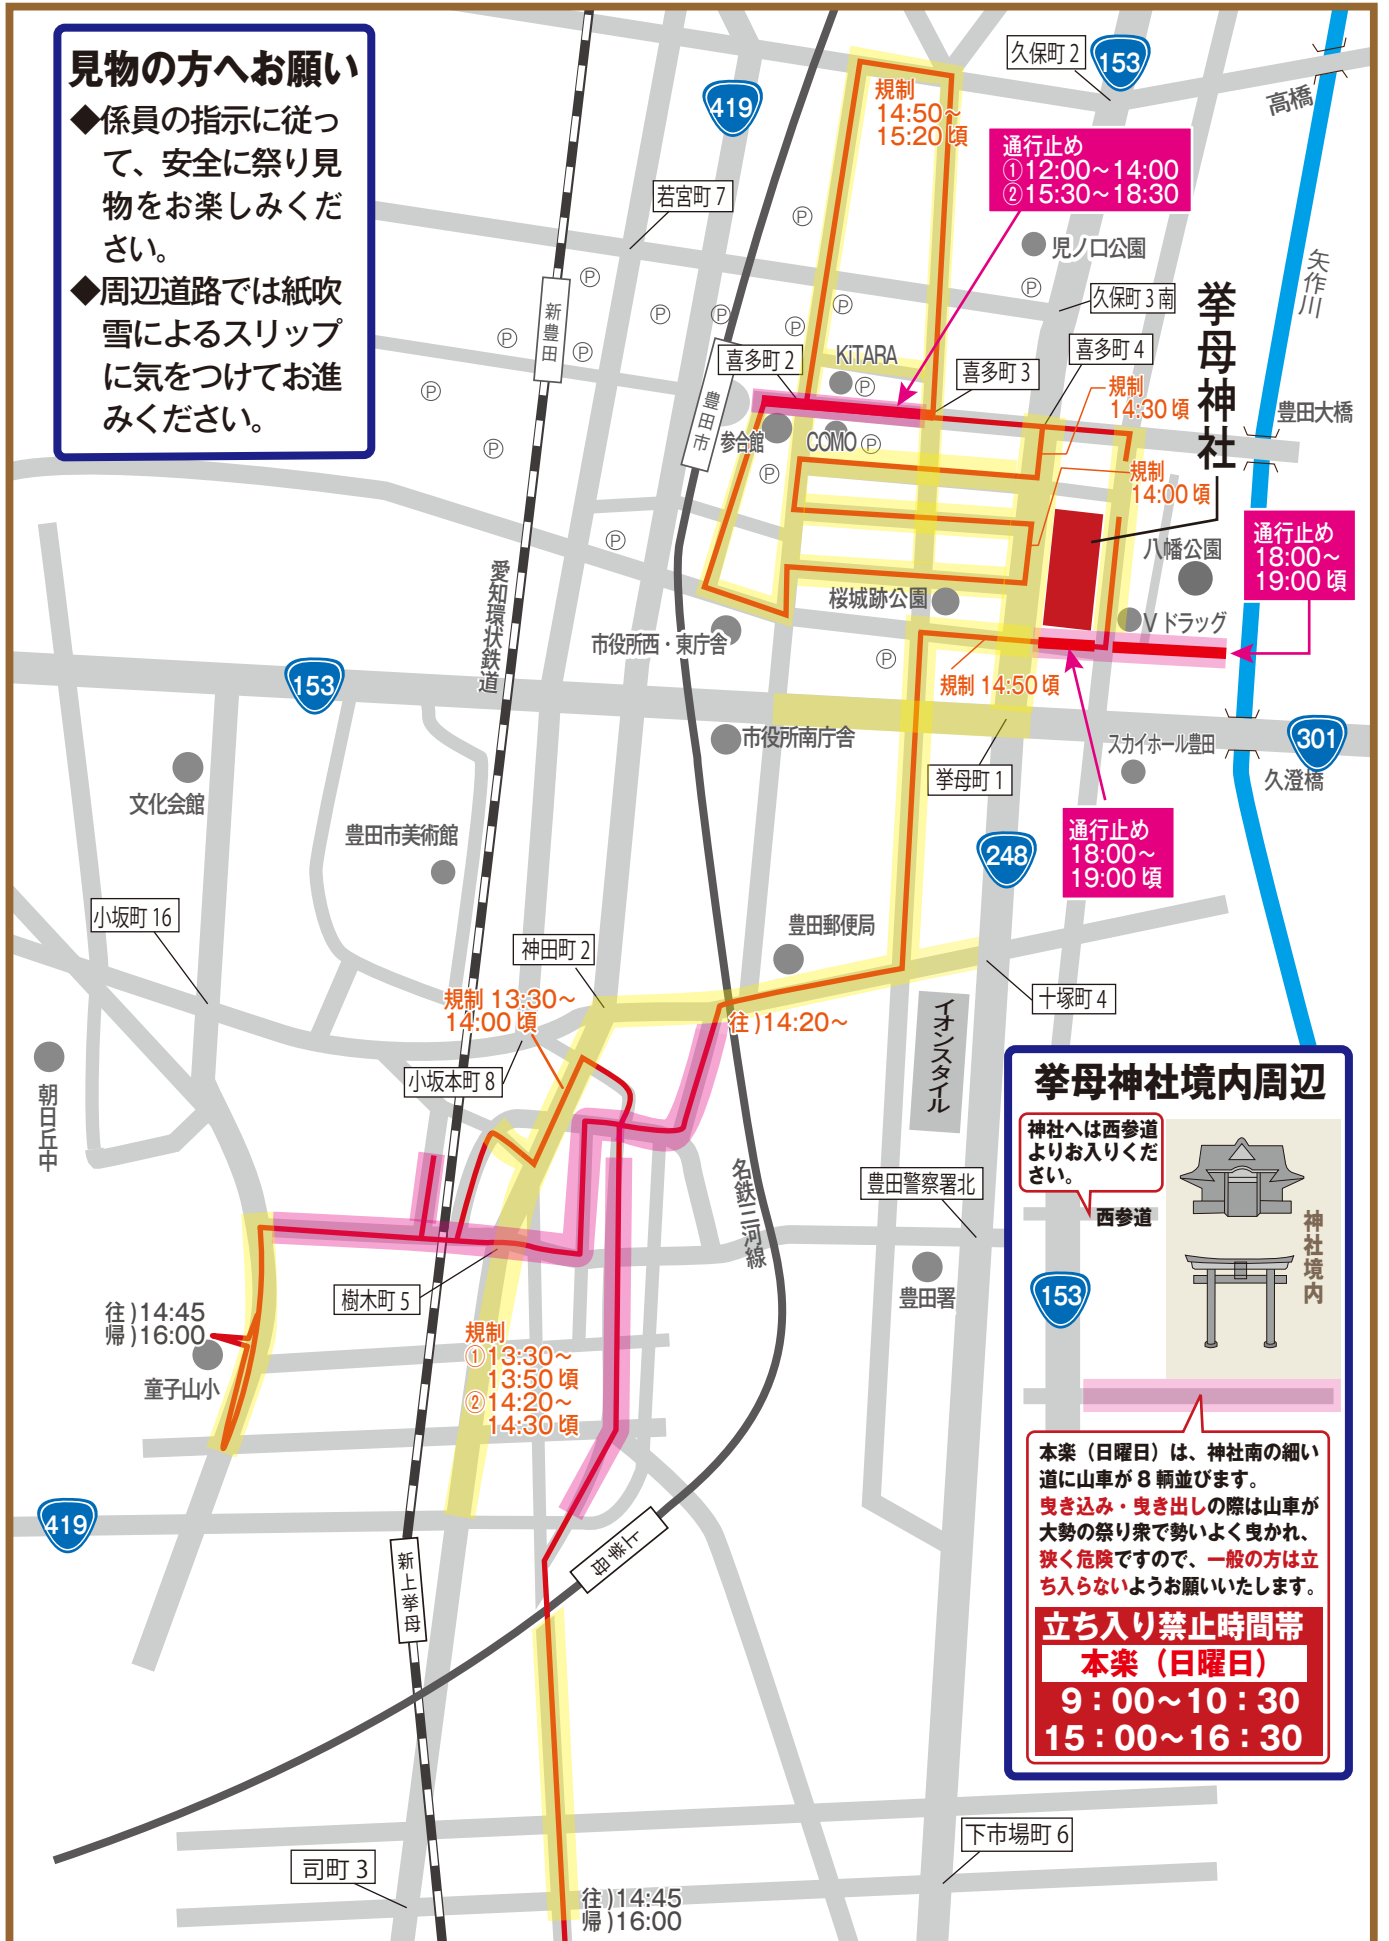 見物の方へお願い
◆係員の指示に従っ
て、安全に祭り見
物をお楽しみくだ
さい。
◆周辺道路では紙吹
雪によるスリップ
に気をつけてお進
みください。
419
久保町 2
153
高橋
規制
14:50～
15:20 頃
通行止め
①12:00～14:00
②15:30～18:30
若宮町 7
Ⓟ
児ノ口公園
矢作川
Ⓟ
Ⓟ
久保町 3 南
挙母神社
新豊田
Ⓟ
Ⓟ
Ⓟ
Ⓟ
Ⓟ
Ⓟ
喜多町 2
KiTARA
Ⓟ
喜多町 3
喜多町 4
規制
14:30 頃
豊田大橋
Ⓟ
豊田市
参合館
COMO Ⓟ
Ⓟ
Ⓟ
規制
14:00 頃
通行止め
18:00～
19:00 頃
Ⓟ
八幡公園
愛知環状鉄道
桜城跡公園
V ドラッグ
市役所西・東庁舎
Ⓟ
規制 14:50 頃
153
市役所南庁舎
スカイホール豊田
301
久澄橋
挙母町 1
文化会館
豊田市美術館
248
通行止め
18:00～
19:00 頃
小坂町 16
神田町 2
豊田郵便局
規制 13:30～
14:00 頃
往 )14:20～
イオンスタイル
十塚町 4
朝日丘中
小坂本町 8
名鉄三河線
豊田警察署北
豊田署
樹木町 5
往 )14:45
帰 )16:00
童子山小
規制
①13:30～
13:50 頃
②14:20～
14:30 頃
419
新上挙母
上挙母
挙母神社境内周辺
神社へは西参道
よりお入りくだ
さい。
西参道
神社境内
153
本楽（日曜日）は、神社南の細い
道に山車が 8 輌並びます。
曳き込み・曳き出しの際は山車が
大勢の祭り衆で勢いよく曳かれ、
狭く危険ですので、一般の方は立
ち入らないようお願いいたします。
立ち入り禁止時間帯
本楽（日曜日）
9：00～10：30
15：00～16：30
下市場町 6
司町 3
往 )14:45
帰 )16:00